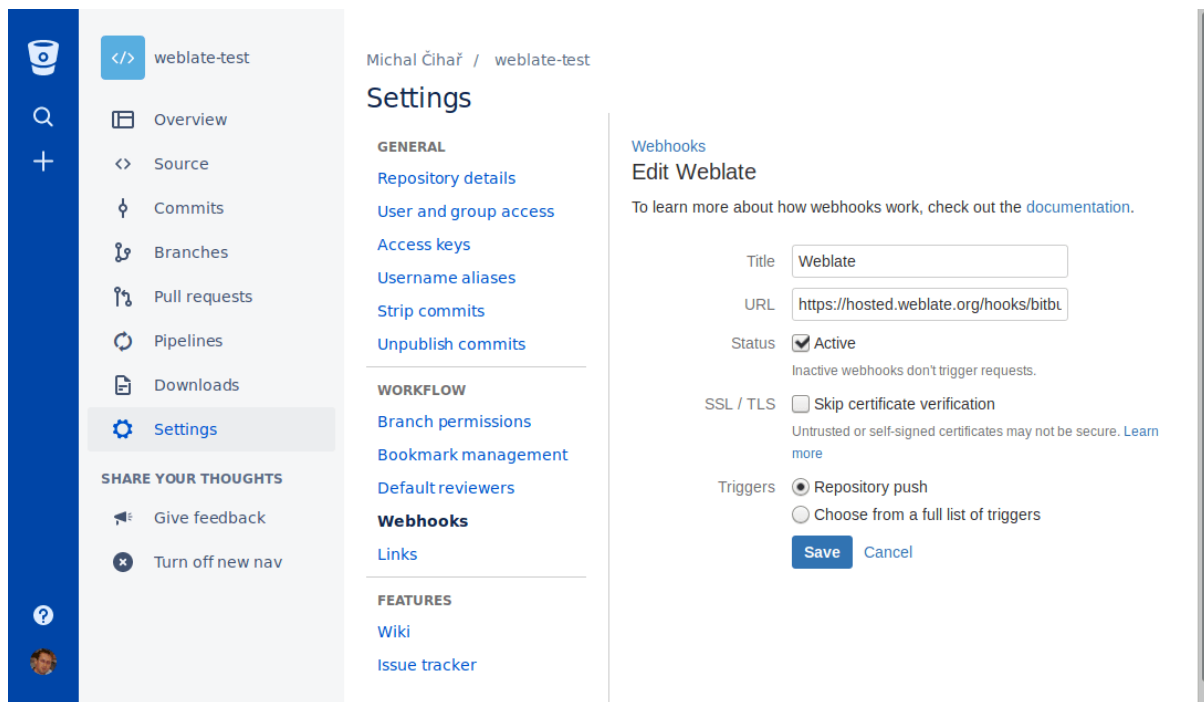 weblate-test
Overview
Source
Commits
Branches
Pull requests
Pipelines
Downloads
Settings
SHARE YOUR THOUGHTS
Give feedback
Turn off new nav
Michal Čihař / weblate-test
Settings
GENERAL
Repository details
User and group access
Access keys
Username aliases
Strip commits
Unpublish commits
WORKFLOW
Branch permissions
Bookmark management
Default reviewers
Webhooks
Links
FEATURES
Wiki
Issue tracker
Webhooks
Edit Weblate
To learn more about how webhooks work, check out the documentation.
Title Weblate
URL https://hosted.weblate.org/hooks/bitbu
Status Active
Inactive webhooks don't trigger requests.
SSL / TLS Skip certificate verification
Untrusted or self-signed certificates may not be secure. Learn
more
Triggers Repository push
Choose from a full list of triggers
Save Cancel